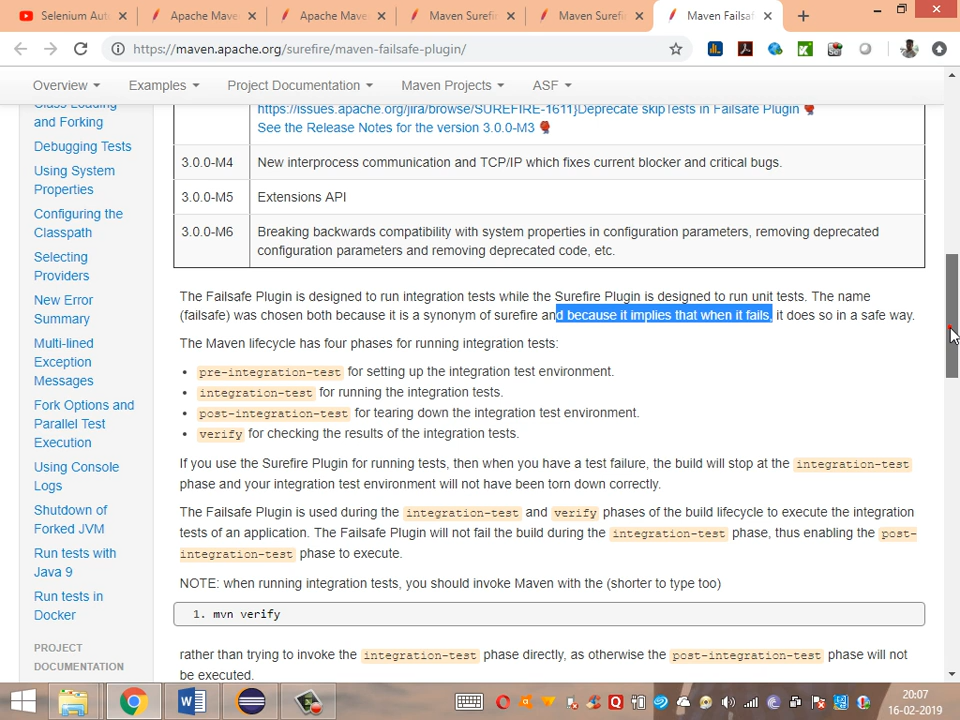 Selenium Aut
Apache Mave
Apache Mave
Maven Surefi
Maven Surefi
Maven Failsa
https://maven.apache.org/surefire/maven-failsafe-plugin/
Overview
Examples
Project Documentation
Maven Projects
ASF
Class Loading
and Forking
Debugging Tests
Using System
Properties
Configuring the
Classpath
Selecting
Providers
New Error
Summary
Multi-lined
Exception
Messages
Fork Options and
Parallel Test
Execution
Using Console
Logs
Shutdown of
Forked JVM
Run tests with
Java 9
Run tests in
Docker
PROJECT
DOCUMENTATION
https://issues.apache.org/jira/browse/SUREFIRE-1611}Deprecate skipTests in Failsafe Plugin
See the Release Notes for the version 3.0.0-M3}
3.0.0-M4 New interprocess communication and TCP/IP which fixes current blocker and critical bugs.
3.0.0-M5 Extensions API
3.0.0-M6 Breaking backwards compatibility with system properties in configuration parameters, removing deprecated
configuration parameters and removing deprecated code, etc.
The Failsafe Plugin is designed to run integration tests while the Surefire Plugin is designed to run unit tests. The name
(failsafe) was chosen both because it is a synonym of surefire and because it implies that when it fails, it does so in a safe way.
The Maven lifecycle has four phases for running integration tests:
• pre-integration-test for setting up the integration test environment.
• integration-test for running the integration tests.
• post-integration-test for tearing down the integration test environment.
• verify for checking the results of the integration tests.
If you use the Surefire Plugin for running tests, then when you have a test failure, the build will stop at the integration-test
phase and your integration test environment will not have been torn down correctly.
The Failsafe Plugin is used during the integration-test and verify phases of the build lifecycle to execute the integration
tests of an application. The Failsafe Plugin will not fail the build during the integration-test phase, thus enabling the post-
integration-test phase to execute.
NOTE: when running integration tests, you should invoke Maven with the (shorter to type too)
1. mvn verify
rather than trying to invoke the integration-test phase directly, as otherwise the post-integration-test phase will not
be executed.
20:07
16-02-2019